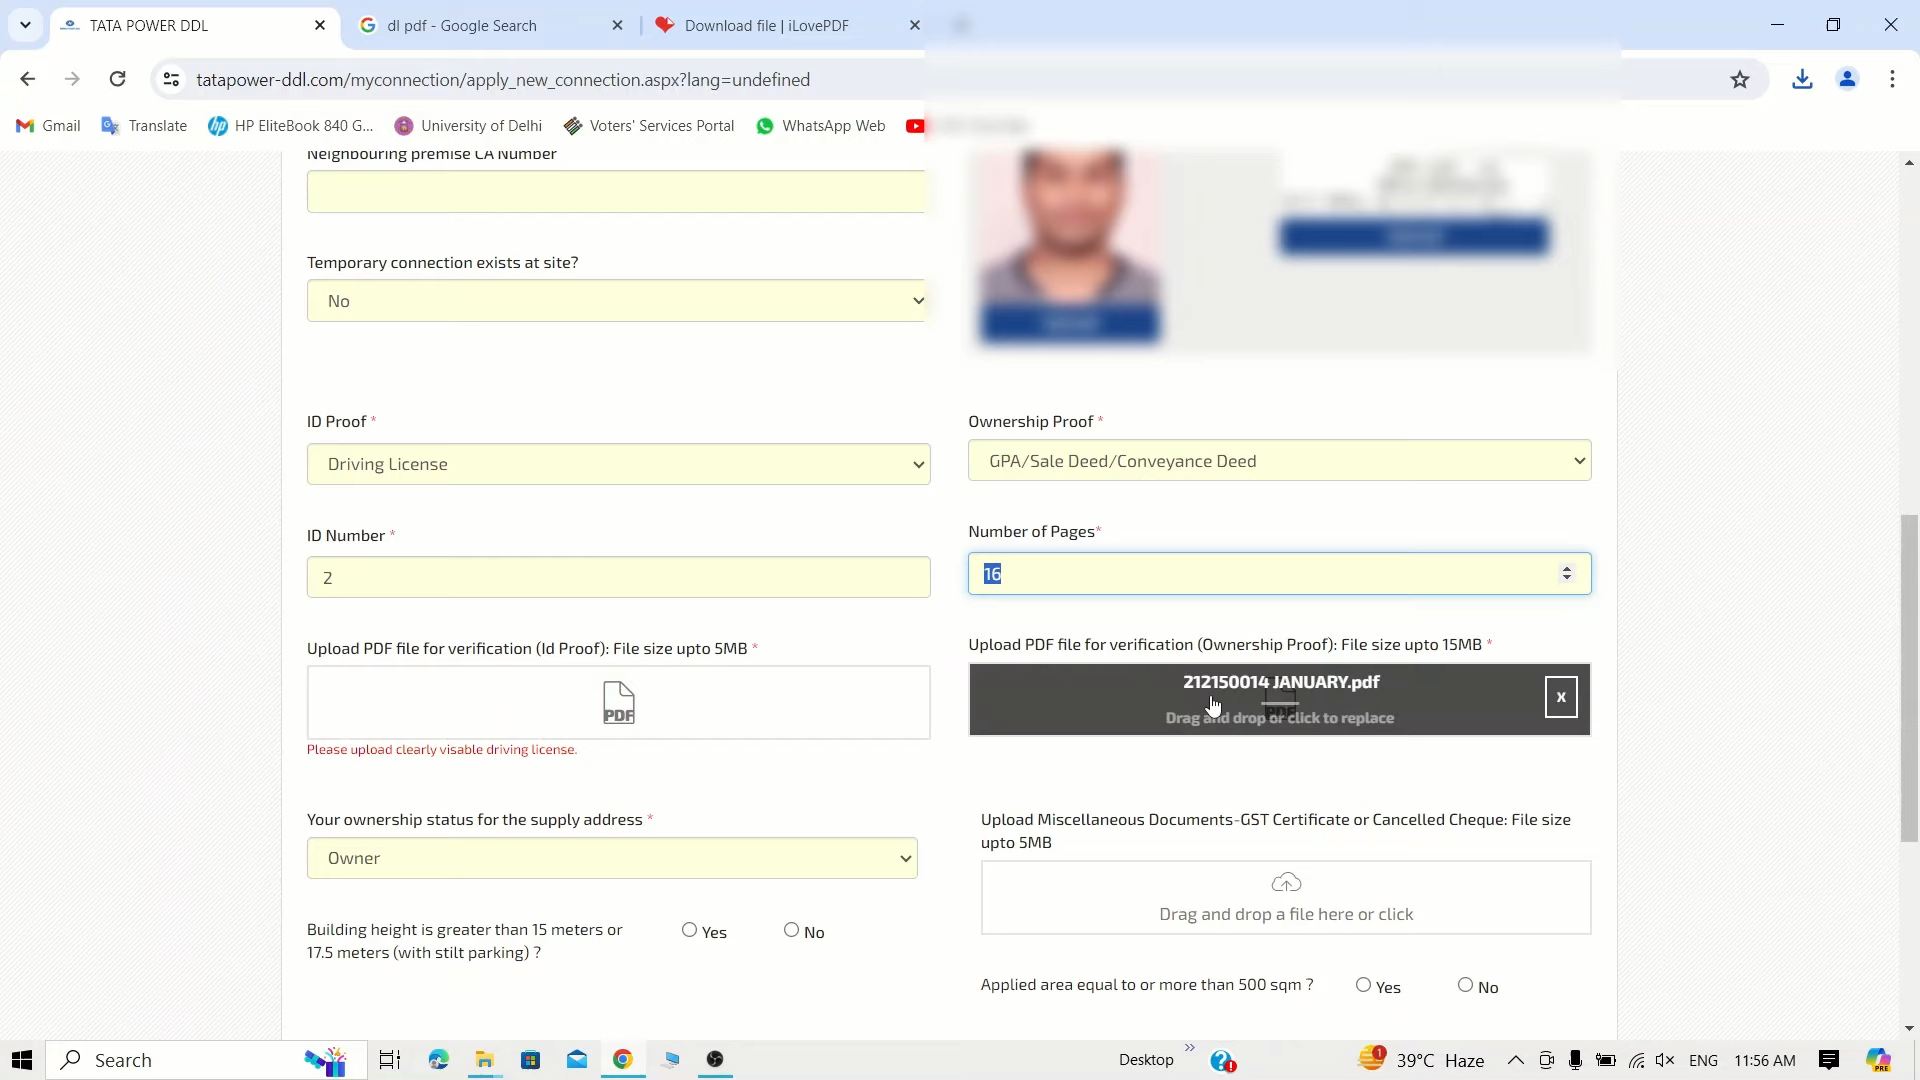 TATA POWER DDL
dl pdf - Google Search
Download file | iLovePDF
tatapower-ddl.com/myconnection/apply_new_connection.aspx?lang=undefined
Gmail
Translate
HP EliteBook 840 G...
University of Delhi
Voters' Services Portal
WhatsApp Web
Neighbouring premise CA Number
Temporary connection exists at site?
No
ID Proof *
Ownership Proof *
Driving License
GPA/Sale Deed/Conveyance Deed
ID Number *
Number of Pages*
2
16
Upload PDF file for verification (Id Proof): File size upto 5MB *
Upload PDF file for verification (Ownership Proof): File size upto 15MB *
PDF
212150014 JANUARY.pdf
Drag and drop or click to replace
X
Please upload clearly visable driving license.
Your ownership status for the supply address *
Upload Miscellaneous Documents-GST Certificate or Cancelled Cheque: File size
upto 5MB
Owner
Drag and drop a file here or click
Building height is greater than 15 meters or
17.5 meters (with stilt parking) ?
Yes
No
Applied area equal to or more than 500 sqm ?
Yes
No
Search
Desktop
1
39°C Haze
ENG
11:56 AM
PRE